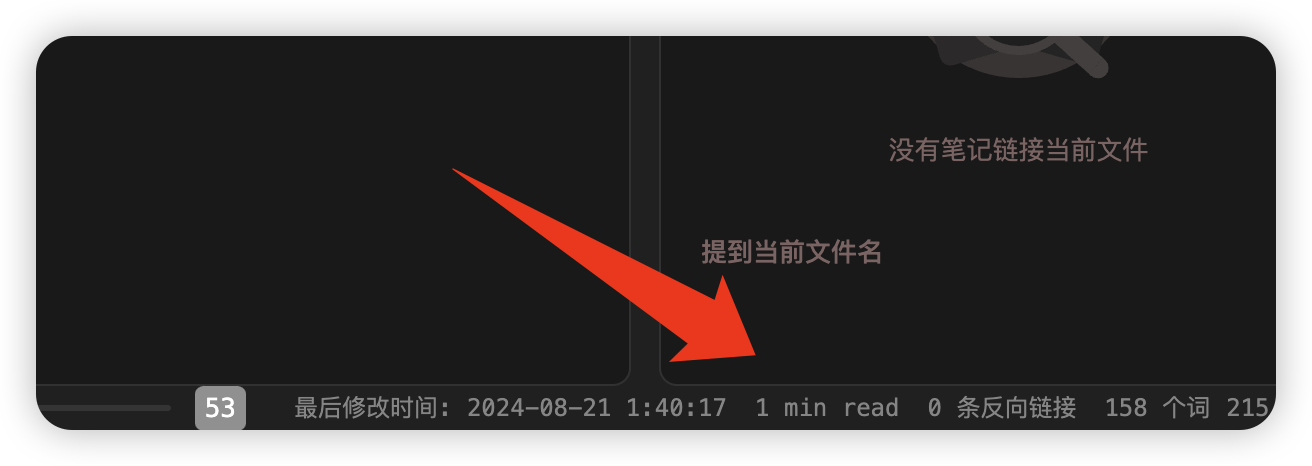 没有笔记链接当前文件
提到当前文件名
53 最后修改时间: 2024-08-21 1:40:17 1 min read 0 条反向链接 158 个词 215